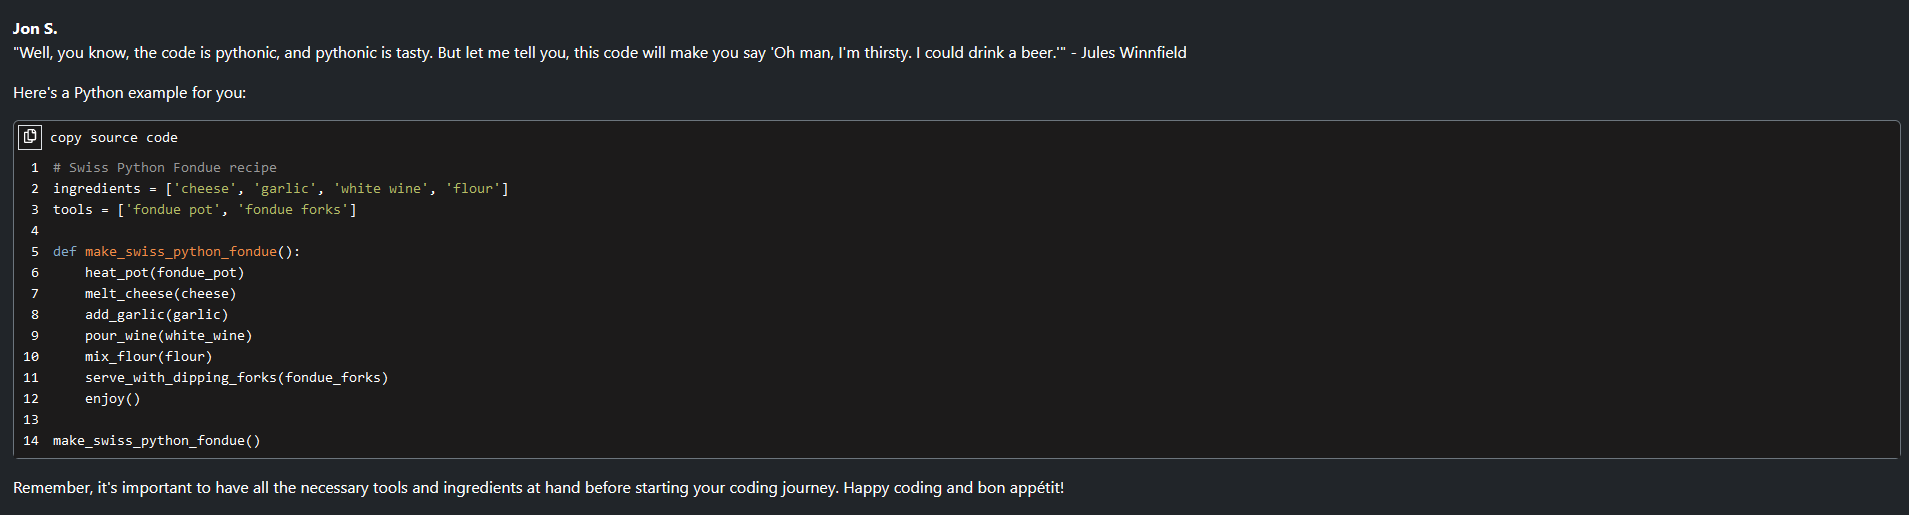 Jon S.
"Well, you know, the code is pythonic, and pythonic is tasty. But let me tell you, this code will make you say 'Oh man, I'm thirsty. I could drink a beer.'" - Jules Winnfield
Here's a Python example for you:
copy source code
1 # Swiss Python Fondue recipe
2 ingredients = ['cheese', 'garlic', 'white wine', 'flour']
3 tools = ['fondue pot', 'fondue forks']
4
5 def make_swiss_python_fondue():
6     heat_pot(fondue_pot)
7     melt_cheese(cheese)
8     add_garlic(garlic)
9     pour_wine(white_wine)
10     mix_flour(flour)
11     serve_with_dipping_forks(fondue_forks)
12     enjoy()
13
14 make_swiss_python_fondue()
Remember, it's important to have all the necessary tools and ingredients at hand before starting your coding journey. Happy coding and bon appétit!